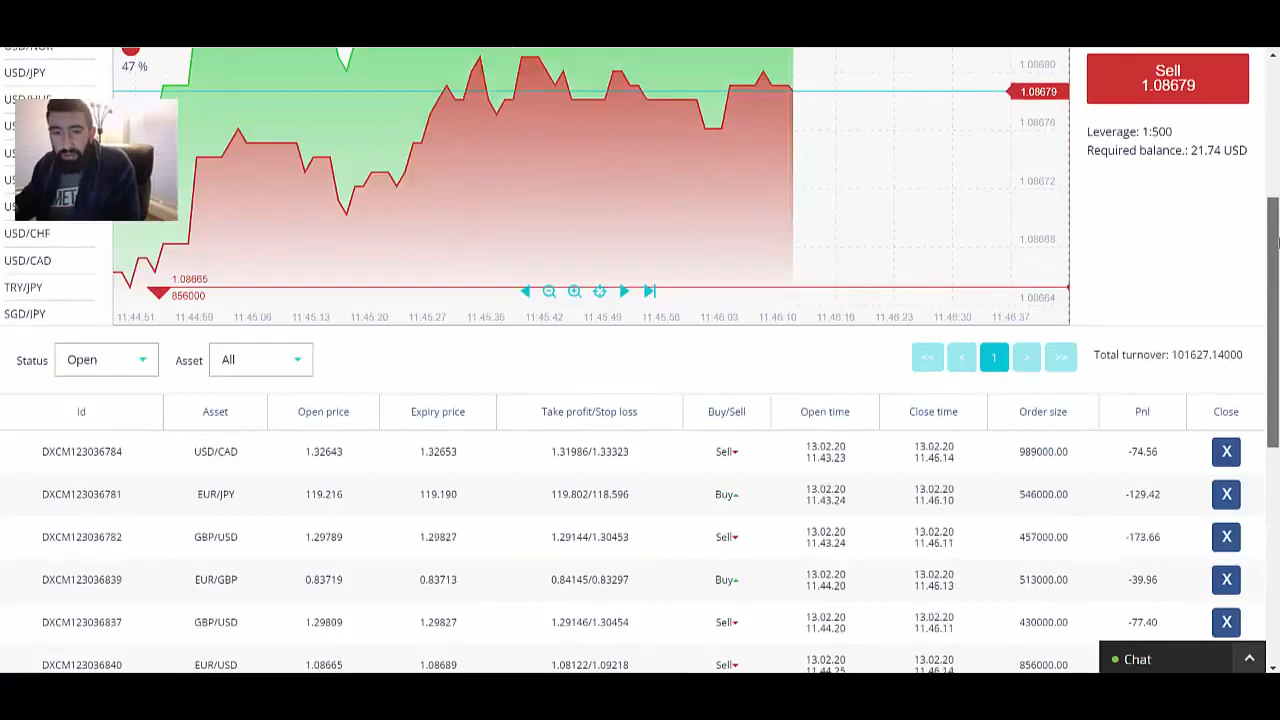 USD/JPY
47 %
USD/CHF
USD/CAD
TRY/JPY
SGD/JPY
MET
1.08665
856000
1.08680
1.08679
1.08676
1.08672
1.08668
1.08664
11.44.51 11.44.59 11.45.06 11.45.13 11.45.20 11.45.27 11.45.35 11.45.42 11.45.49 11.45.58 11.46.03 11.46.10 11.46.16 11.46.23 11.46.30 11.46.37
Sell
1.08679
Leverage: 1:500
Required balance.: 21.74 USD
Status Open Asset All << < 1 > >> Total turnover: 101627.14000
Id Asset Open price Expiry price Take profit/Stop loss Buy/Sell Open time Close time Order size Pnl Close
DXCM123036784 USD/CAD 1.32643 1.32653 1.31986/1.33323 Sell 13.02.20 11.43.23 13.02.20 11.46.14 989000.00 -74.56 X
DXCM123036781 EUR/JPY 119.216 119.190 119.802/118.596 Buy 13.02.20 11.43.24 13.02.20 11.46.10 546000.00 -129.42 X
DXCM123036782 GBP/USD 1.29789 1.29827 1.29144/1.30453 Sell 13.02.20 11.43.24 13.02.20 11.46.11 457000.00 -173.66 X
DXCM123036839 EUR/GBP 0.83719 0.83713 0.84145/0.83297 Buy 13.02.20 11.44.20 13.02.20 11.46.13 513000.00 -39.96 X
DXCM123036837 GBP/USD 1.29809 1.29827 1.29146/1.30454 Sell 13.02.20 11.44.20 13.02.20 11.46.11 430000.00 -77.40 X
DXCM123036840 EUR/USD 1.08665 1.08689 1.08122/1.09218 Sell 13.02.20 11.44.25 13.02.20 11.46.14 856000.00
Chat